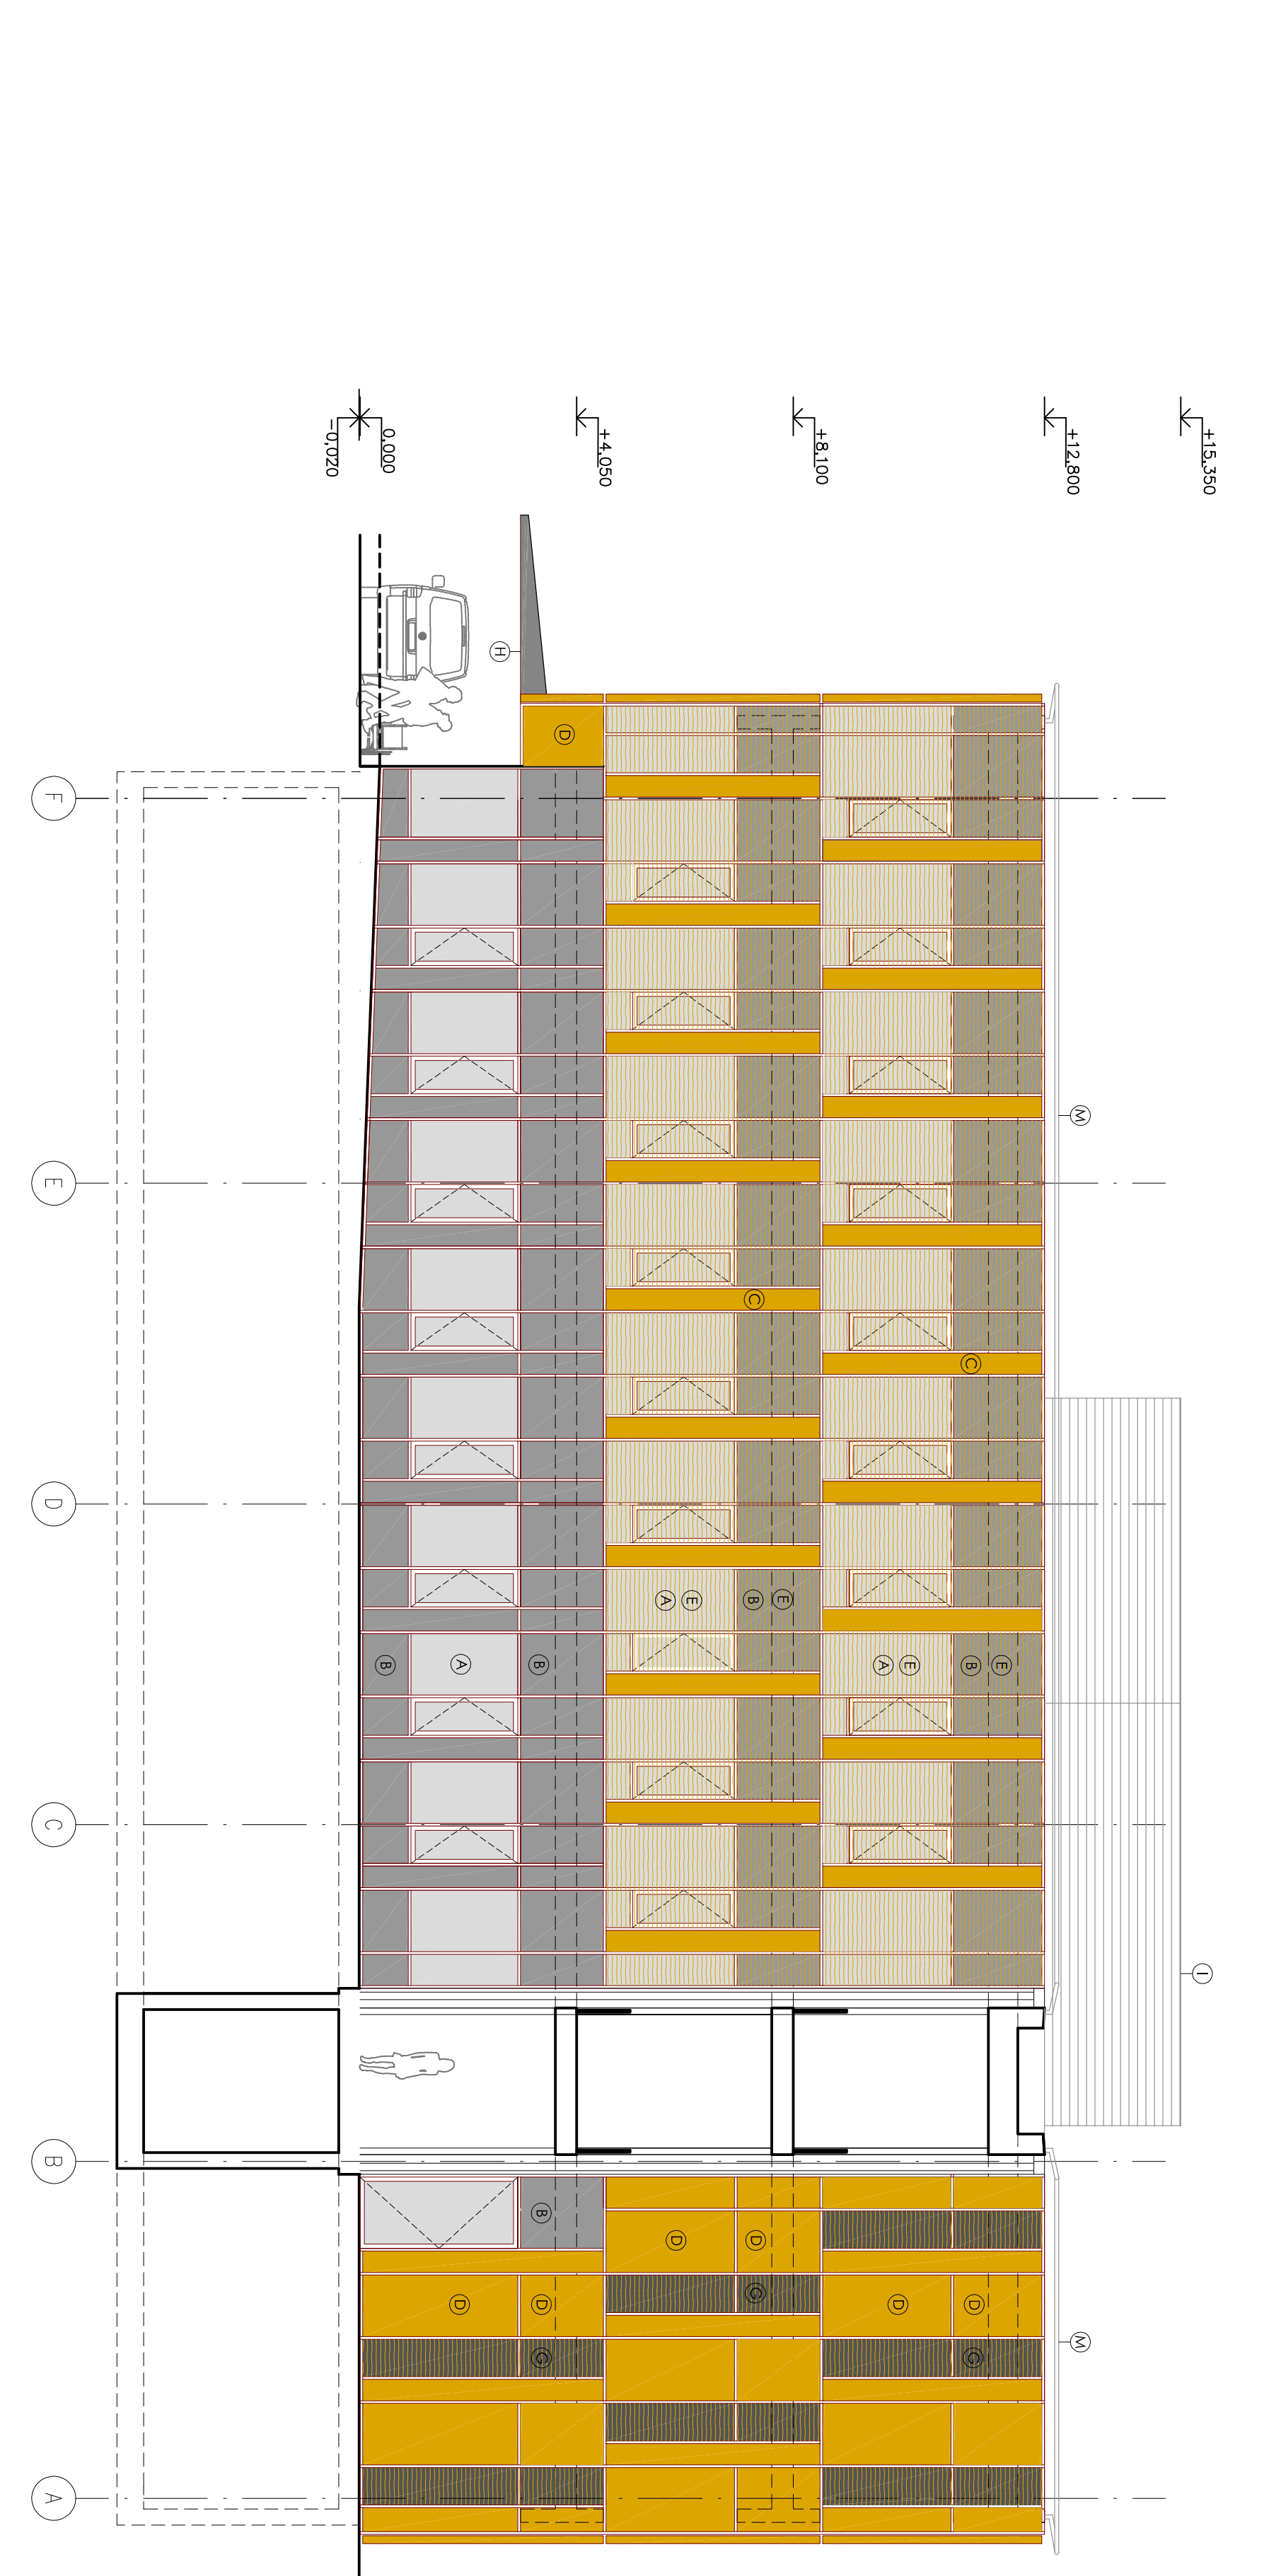 +15,350
I
+12,800
M M
E
C B D G
E
A D
+8,100
E
C B D G
E
A D
+4,050
D
B B D G
H
A D
0,000
B
-0,020
F E D C B A